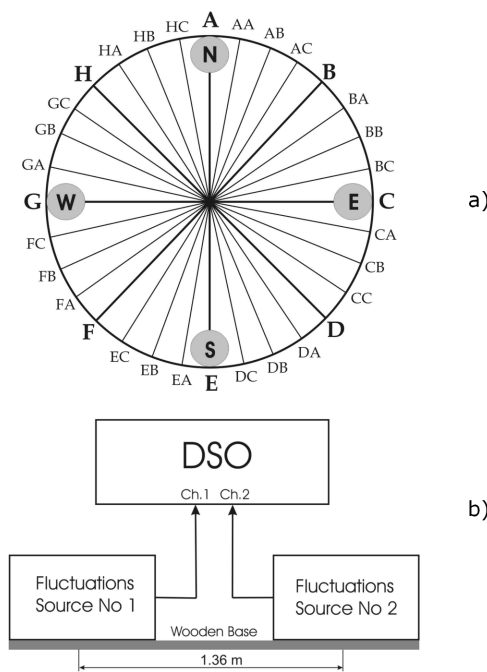 A
HC AA
HB AB
HA N AC
H B
GC BA
GB BB
GA BC
G W E C a)
FC CA
FB CB
FA CC
F D
EC S DA
EB DB
EA E DC
DSO
Ch.1 Ch.2
b)
Fluctuations Fluctuations
Source No 1 Source No 2
Wooden Base
1.36 m